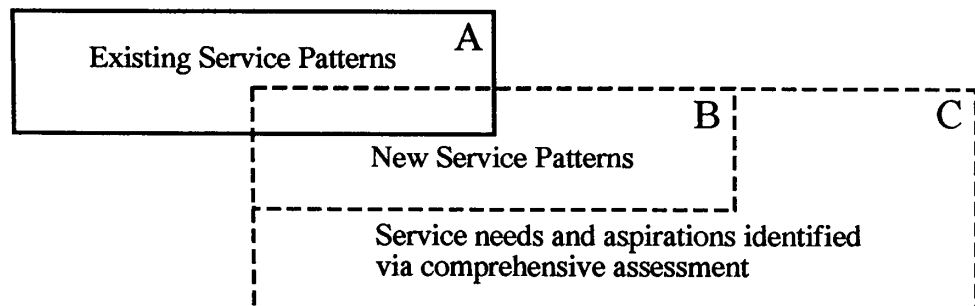 A
Existing Service Patterns
B
C
New Service Patterns
Service needs and aspirations identified
via comprehensive assessment